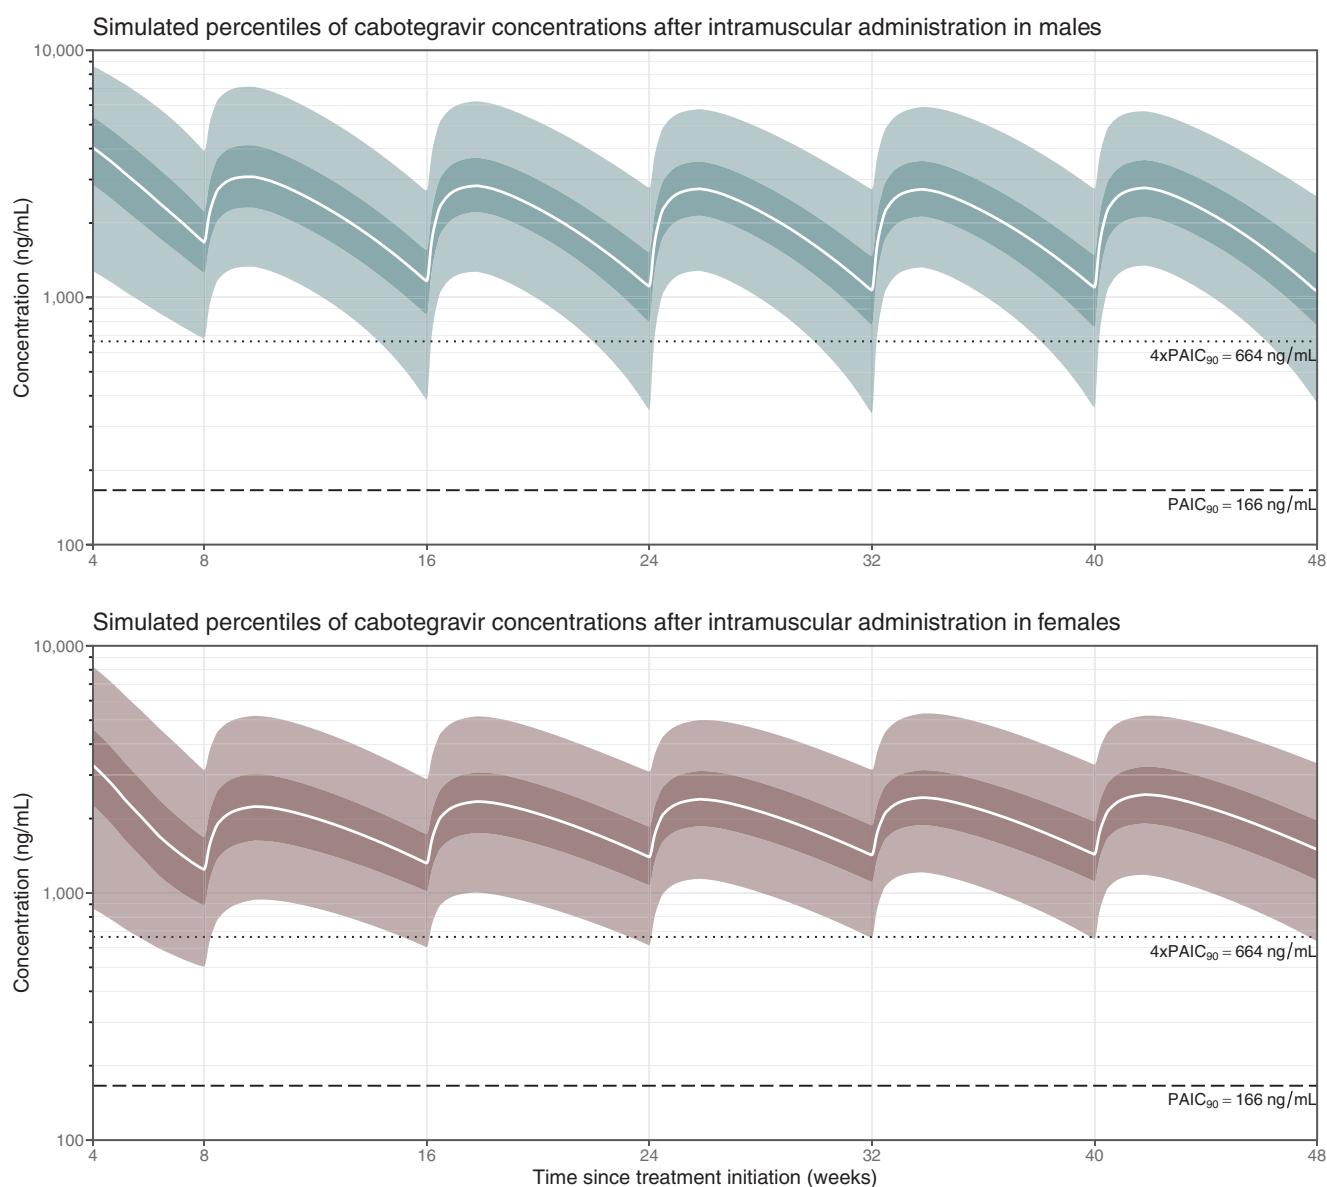 Simulated percentiles of cabotegravir concentrations after intramuscular administration in males
Concentration (ng/mL)
10,000
1,000
100
4xPAIC₉₀ = 664 ng/mL
PAIC₉₀ = 166 ng/mL
4 8 16 24 32 40 48
Simulated percentiles of cabotegravir concentrations after intramuscular administration in females
Concentration (ng/mL)
10,000
1,000
100
4xPAIC₉₀ = 664 ng/mL
PAIC₉₀ = 166 ng/mL
4 8 16 24 32 40 48
Time since treatment initiation (weeks)